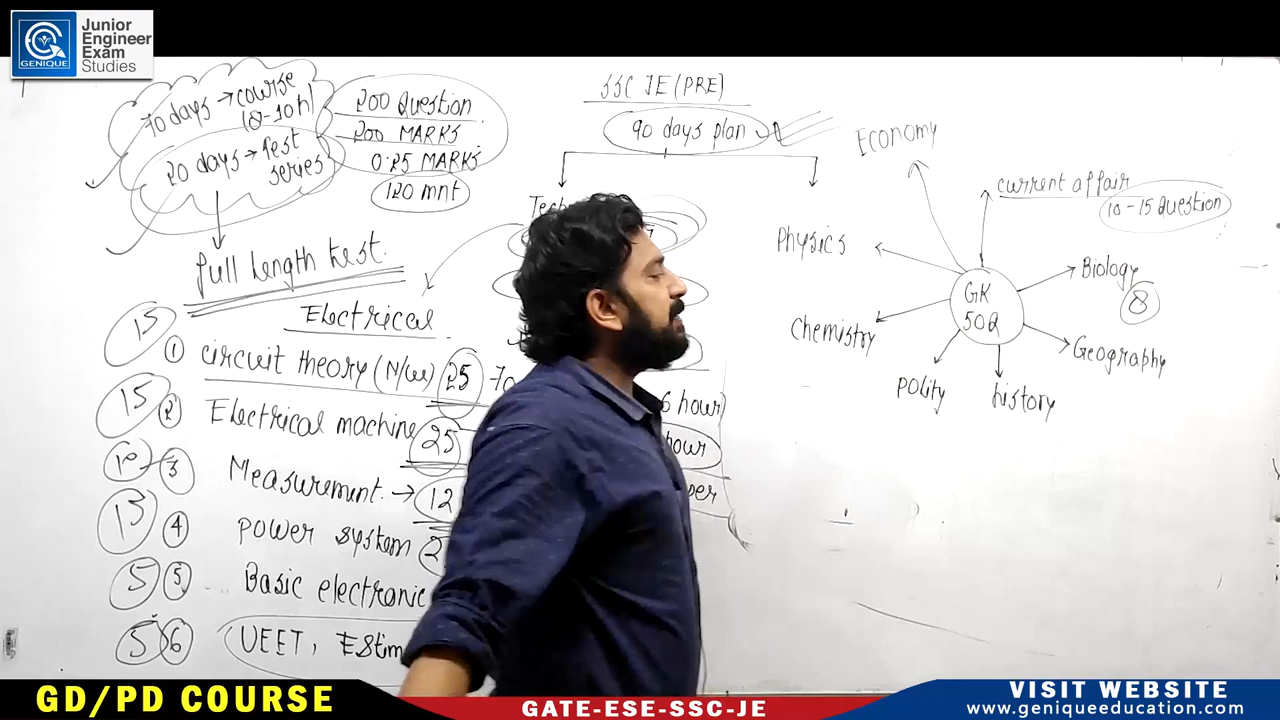 GENIQUE
Junior
Engineer
Exam
Studies
70 days → course
(8-10h)
20 days → Test
series
200 Question
200 MARKS
0.25 MARKS
120 mnt
full length test.
SSC JE (PRE)
90 days plan
Electrical
15 1 circuit theory 25
15 2 Electrical machine 25
10 3 Measurement. → 12
15 4 power system
5 5 Basic electronic
5 6 UEET,
6 hour)
hour
Economy
current affair
10-15 Question
Physics
Biology
8
GK
50Q
Chemistry
Geography
polity
history
GD/PD COURSE
GATE-ESE-SSC-JE
VISIT WEBSITE
www.geniqueeducation.com